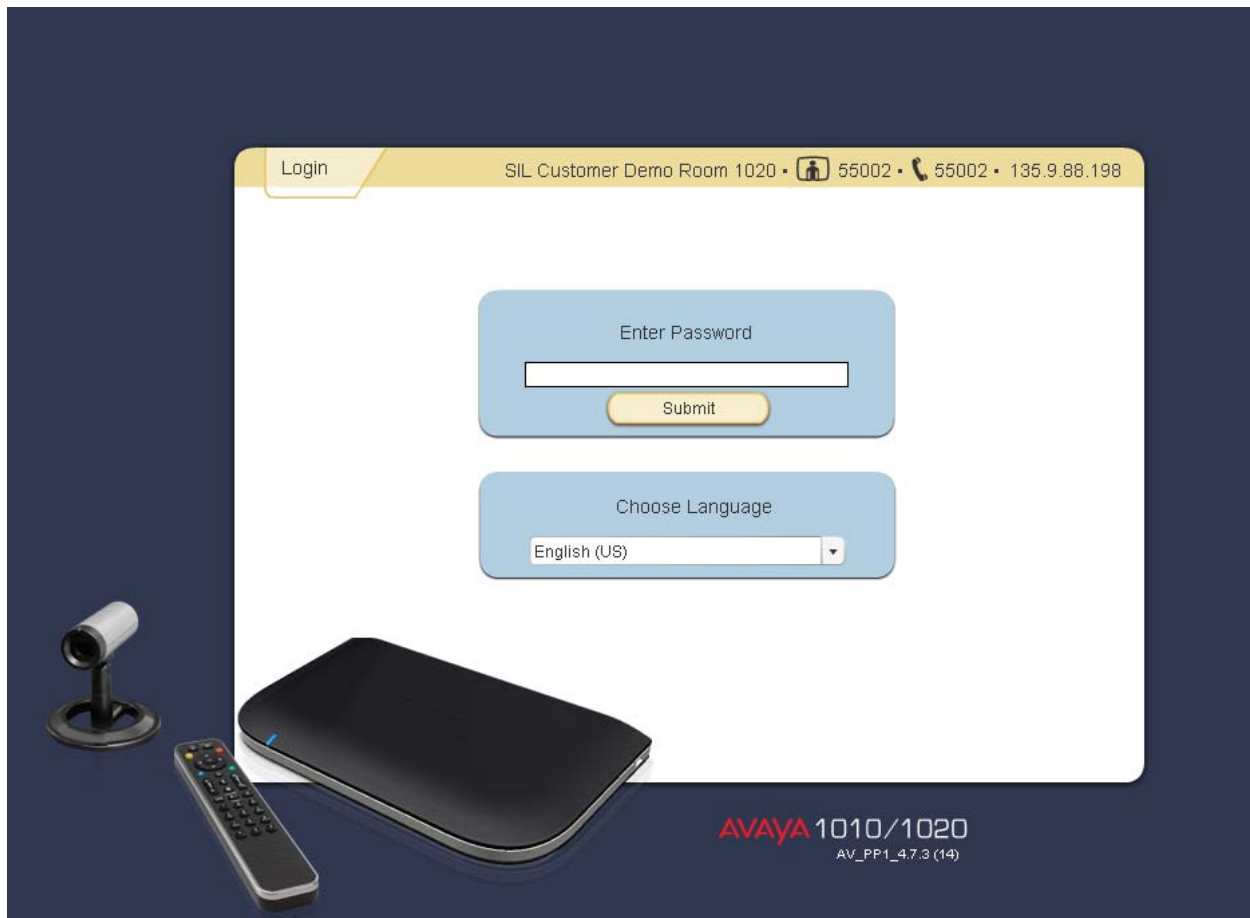 Login
SIL Customer Demo Room 1020 • 55002 • 55002 • 135.9.88.198
Enter Password
Submit
Choose Language
English (US)
AVAYA 1010/1020
AV_PP1_4.7.3 (14)